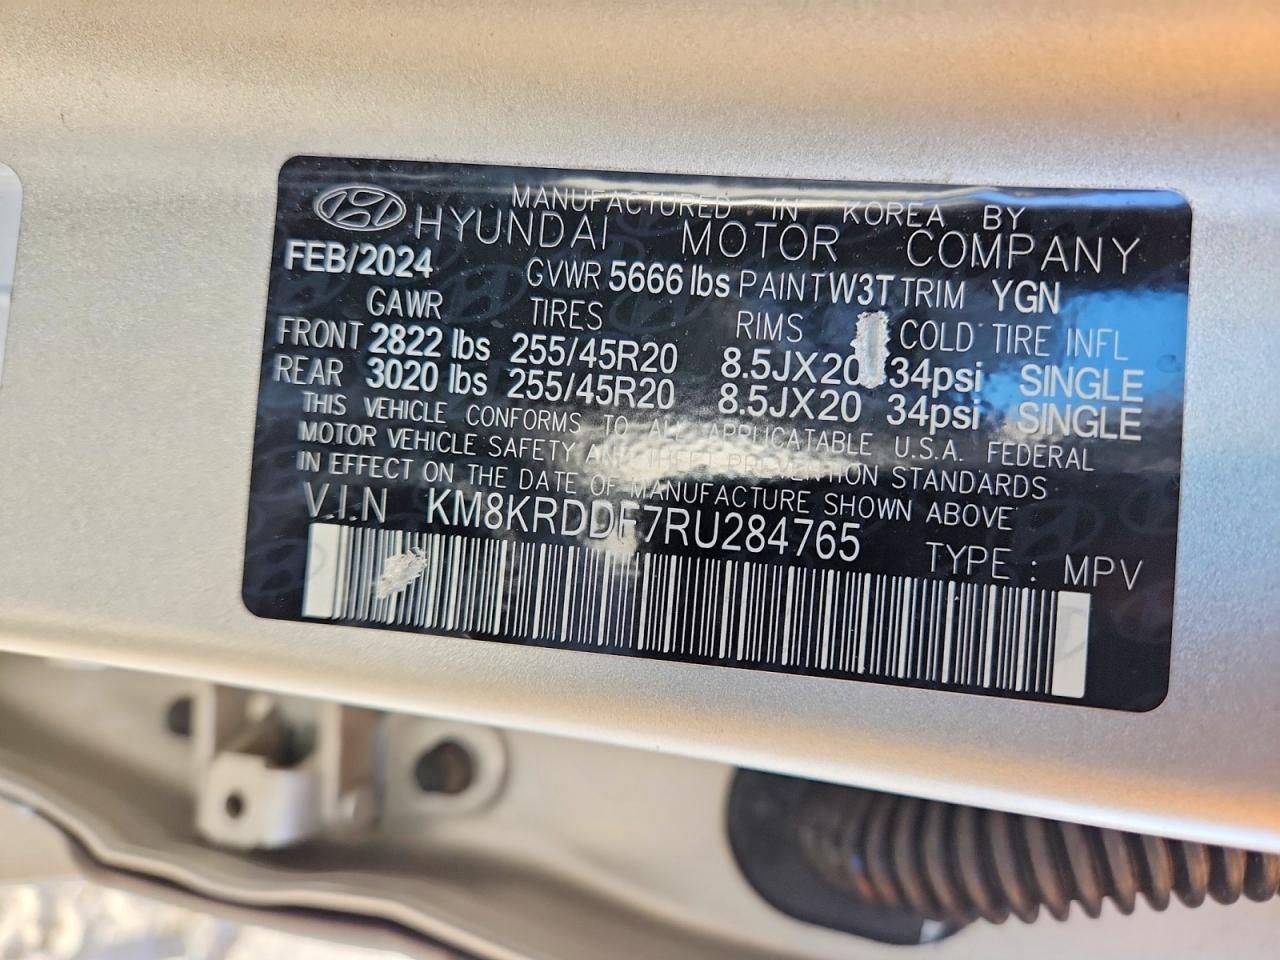 MANUFACTURED IN KOREA BY
HYUNDAI MOTOR COMPANY
FEB/2024 GVWR 5666 lbs PAINT W3T TRIM YGN
GAWR TIRES RIMS COLD TIRE INFL
FRONT 2822 lbs 255/45R20 8.5JX20 34psi SINGLE
REAR 3020 lbs 255/45R20 8.5JX20 34psi SINGLE
THIS VEHICLE CONFORMS TO ALL APPLICATABLE U.S.A. FEDERAL
MOTOR VEHICLE SAFETY AND THEFT PREVENTION STANDARDS
IN EFFECT ON THE DATE OF MANUFACTURE SHOWN ABOVE
V.I.N KM8KRDDF7RU284765 TYPE : MPV